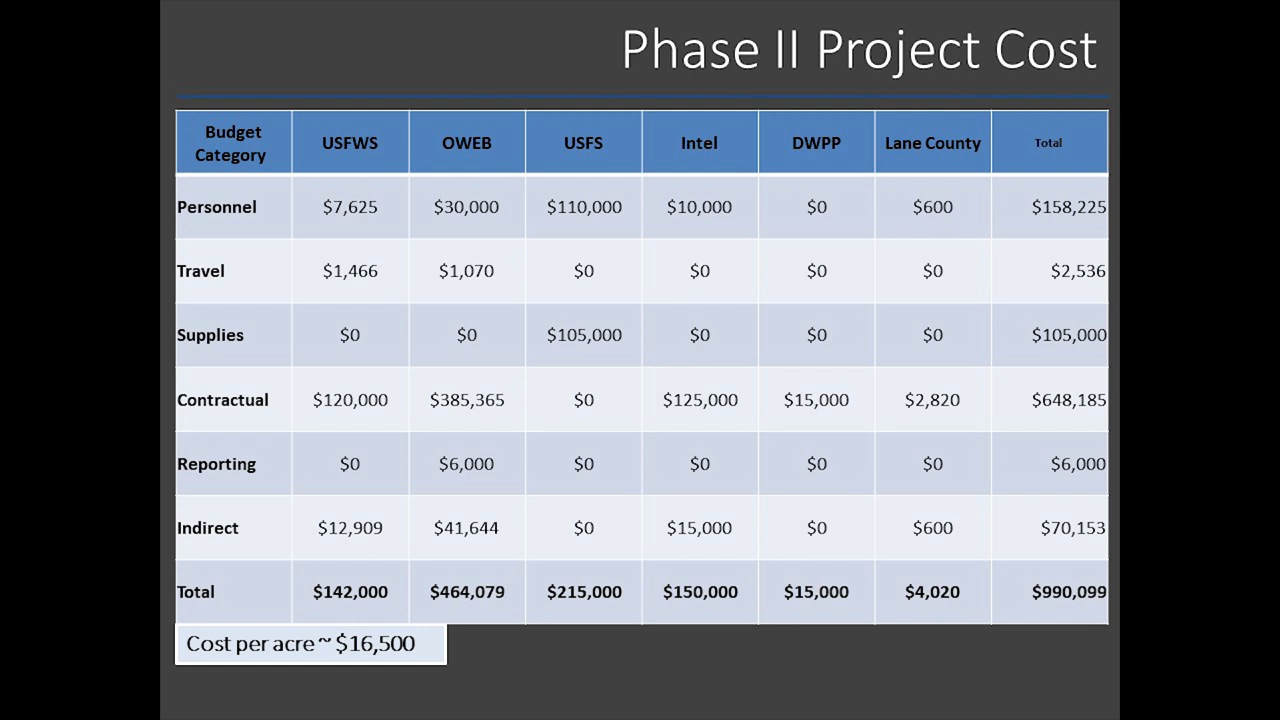 Phase II Project Cost
Budget Category USFWS OWEB USFS Intel DWPP Lane County Total
Personnel $7,625 $30,000 $110,000 $10,000 $0 $600 $158,225
Travel $1,466 $1,070 $0 $0 $0 $0 $2,536
Supplies $0 $0 $105,000 $0 $0 $0 $105,000
Contractual $120,000 $385,365 $0 $125,000 $15,000 $2,820 $648,185
Reporting $0 $6,000 $0 $0 $0 $0 $6,000
Indirect $12,909 $41,644 $0 $15,000 $0 $600 $70,153
Total $142,000 $464,079 $215,000 $150,000 $15,000 $4,020 $990,099
Cost per acre ~ $16,500